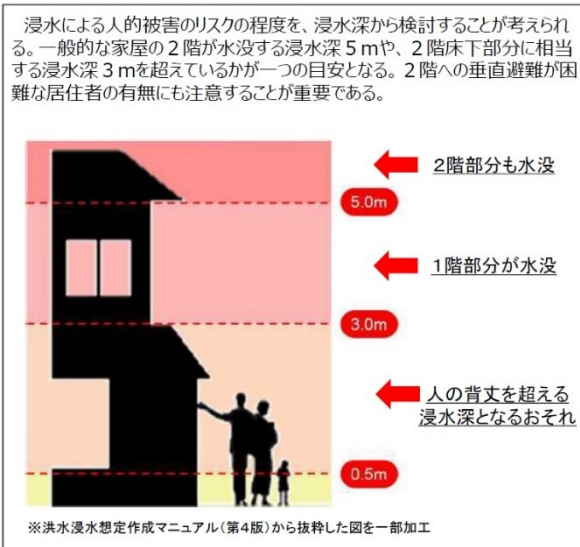 浸水による人的被害のリスクの程度を、浸水深から検討することが考えられ
る。一般的な家屋の２階が水没する浸水深５ｍや、２階床下部分に相当
する浸水深３ｍを超えているかが一つの目安となる。２階への垂直避難が困
難な居住者の有無にも注意することが重要である。
２階部分も水没
5.0m
１階部分が水没
3.0m
人の背丈を超える
浸水深となるおそれ
0.5m
※洪水浸水想定作成マニュアル（第４版）から抜粋した図を一部加工